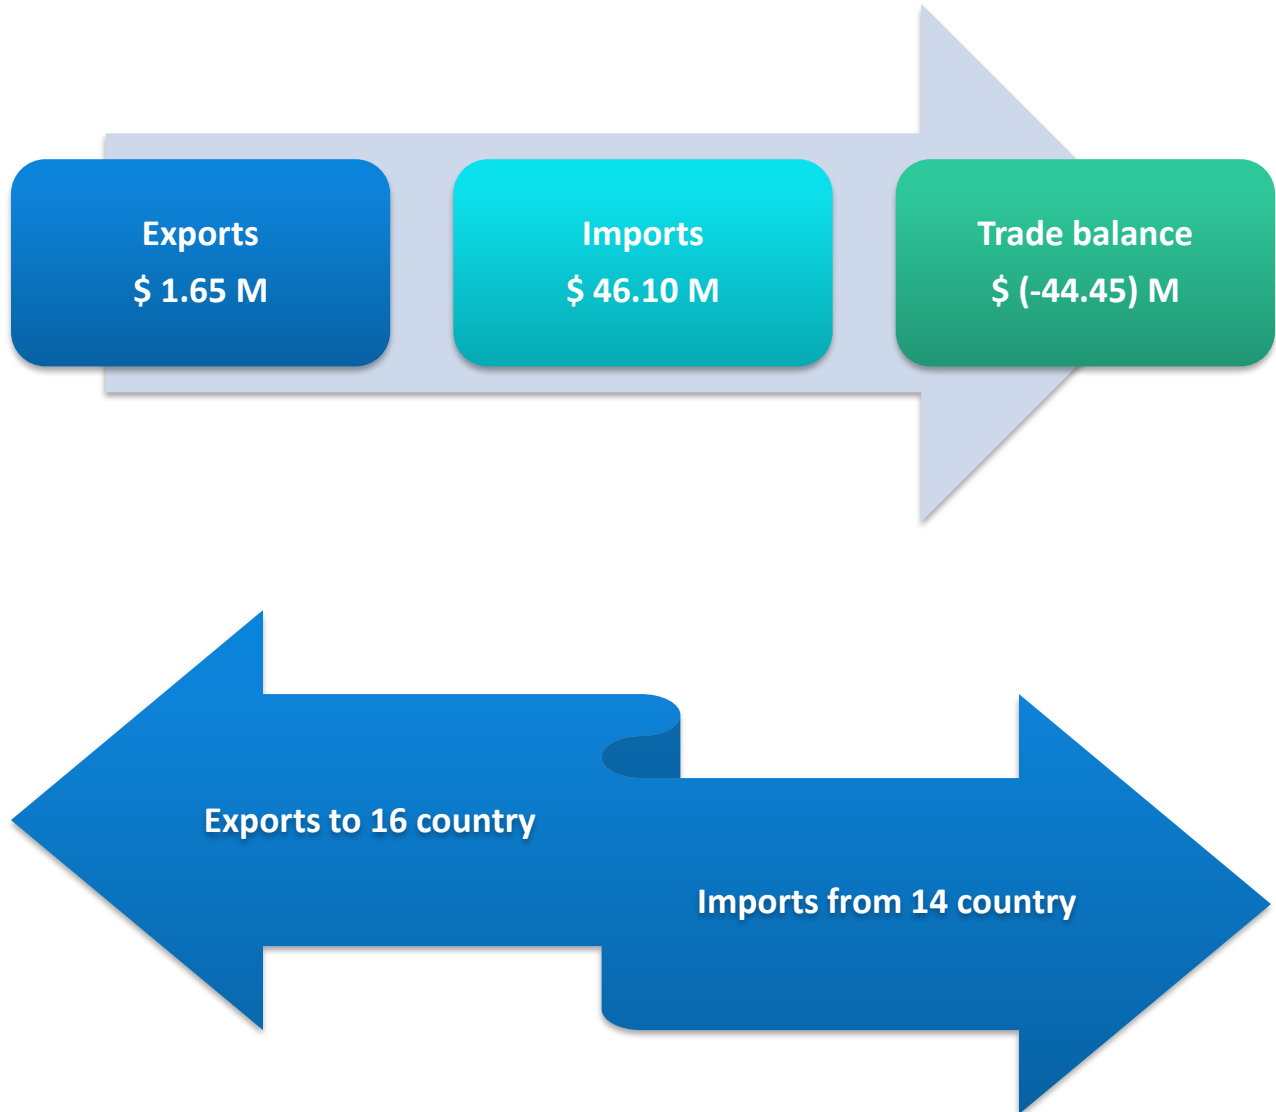 Exports
$ 1.65 M
Imports
$ 46.10 M
Trade balance
$ (-44.45) M
Exports to 16 country
Imports from 14 country